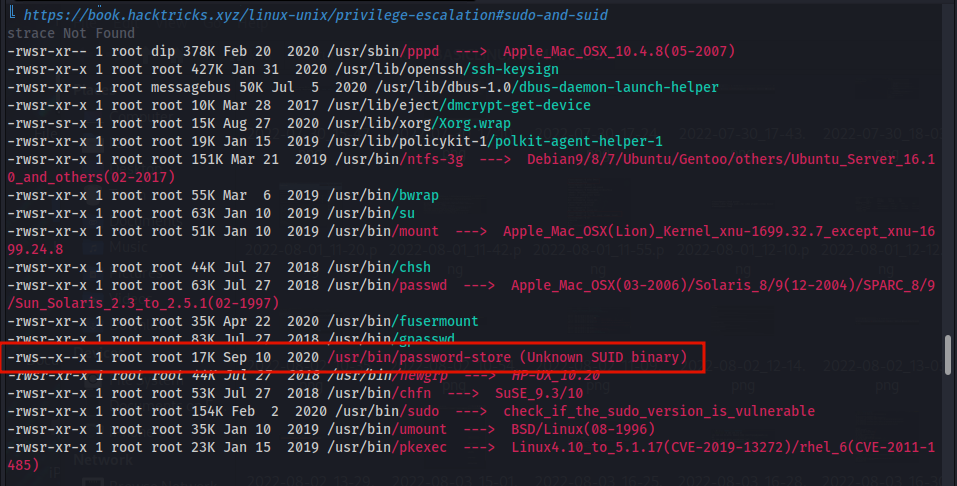 ╚ https://book.hacktricks.xyz/linux-unix/privilege-escalation#sudo-and-suid
strace Not Found
-rwsr-xr-- 1 root dip 378K Feb 20  2020 /usr/sbin/pppd  --->  Apple_Mac_OSX_10.4.8(05-2007)
-rwsr-xr-x 1 root root 427K Jan 31  2020 /usr/lib/openssh/ssh-keysign
-rwsr-xr-- 1 root messagebus 50K Jul  5  2020 /usr/lib/dbus-1.0/dbus-daemon-launch-helper
-rwsr-xr-x 1 root root 10K Mar 28  2017 /usr/lib/eject/dmcrypt-get-device
-rwsr-sr-x 1 root root 15K Aug 27  2020 /usr/lib/xorg/Xorg.wrap
-rwsr-xr-x 1 root root 19K Jan 15  2019 /usr/lib/policykit-1/polkit-agent-helper-1
-rwsr-xr-x 1 root root 151K Mar 21  2019 /usr/bin/ntfs-3g  --->  Debian9/8/7/Ubuntu/Gentoo/others/Ubuntu_Server_16.1
0_and_others(02-2017)
-rwsr-xr-x 1 root root 55K Mar  6  2019 /usr/bin/bwrap
-rwsr-xr-x 1 root root 63K Jan 10  2019 /usr/bin/su
-rwsr-xr-x 1 root root 51K Jan 10  2019 /usr/bin/mount  --->  Apple_Mac_OSX(Lion)_Kernel_xnu-1699.32.7_except_xnu-16
99.24.8
-rwsr-xr-x 1 root root 44K Jul 27  2018 /usr/bin/chsh
-rwsr-xr-x 1 root root 63K Jul 27  2018 /usr/bin/passwd  --->  Apple_Mac_OSX(03-2006)/Solaris_8/9(12-2004)/SPARC_8/9
/Sun_Solaris_2.3_to_2.5.1(02-1997)
-rwsr-xr-x 1 root root 35K Apr 22  2020 /usr/bin/fusermount
-rwsr-xr-x 1 root root 83K Jul 27  2018 /usr/bin/gpasswd
-rws--x--x 1 root root 17K Sep 10  2020 /usr/bin/password-store (Unknown SUID binary)
-rwsr-xr-x 1 root root 44K Jul 27  2018 /usr/bin/newgrp  --->  HP-UX_10.20
-rwsr-xr-x 1 root root 53K Jul 27  2018 /usr/bin/chfn  --->  SuSE_9.3/10
-rwsr-xr-x 1 root root 154K Feb  2  2020 /usr/bin/sudo  --->  check_if_the_sudo_version_is_vulnerable
-rwsr-xr-x 1 root root 35K Jan 10  2019 /usr/bin/umount  --->  BSD/Linux(08-1996)
-rwsr-xr-x 1 root root 23K Jan 15  2019 /usr/bin/pkexec  --->  Linux4.10_to_5.1.17(CVE-2019-13272)/rhel_6(CVE-2011-1
485)